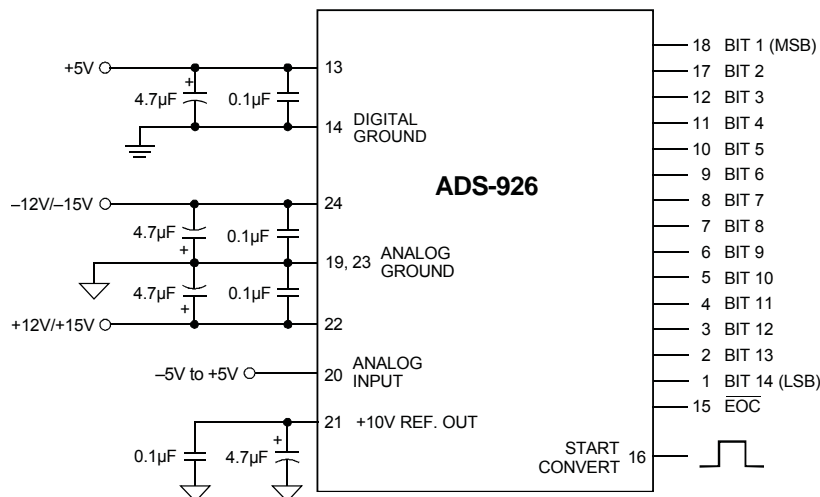 +5V
+
4.7µF
0.1µF
13
14
DIGITAL
GROUND
–12V/–15V
24
4.7µF
+
0.1µF
19, 23
ANALOG
GROUND
4.7µF
+
0.1µF
+12V/+15V
22
–5V to +5V
20
ANALOG
INPUT
21 +10V REF. OUT
0.1µF
+
4.7µF
ADS-926
18 BIT 1 (MSB)
17 BIT 2
12 BIT 3
11 BIT 4
10 BIT 5
9 BIT 6
8 BIT 7
7 BIT 8
6 BIT 9
5 BIT 10
4 BIT 11
3 BIT 12
2 BIT 13
1 BIT 14 (LSB)
15 E̅O̅C̅
START
CONVERT
16